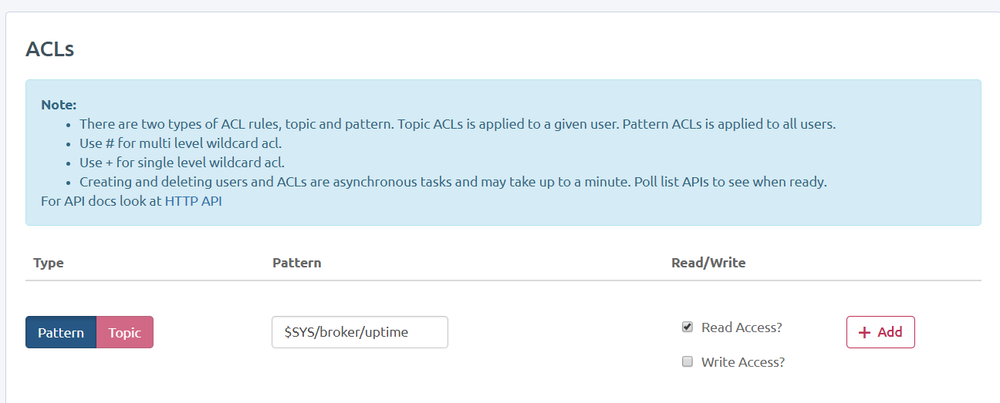 ACLs
Note:
There are two types of ACL rules, topic and pattern. Topic ACLs is applied to a given user. Pattern ACLs is applied to all users.
Use # for multi level wildcard acl.
Use + for single level wildcard acl.
Creating and deleting users and ACLs are asynchronous tasks and may take up to a minute. Poll list APIs to see when ready.
For API docs look at HTTP API
Type Pattern Read/Write
Pattern Topic $SYS/broker/uptime Read Access? + Add
Write Access?